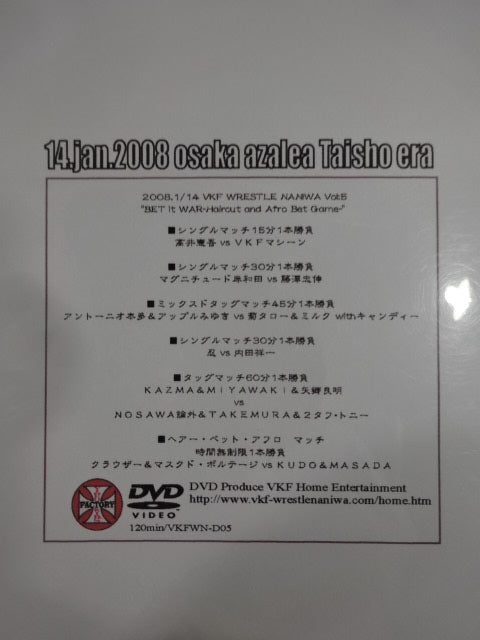 14.jan.2008 osaka azalea Taisho era
2008.1/14 VKF WRESTLE NANIWA Vol:5
"BET It WAR-Haircut and Afro Bet Game-"
■シングルマッチ15分1本勝負
高井憲吾 vs VKFマシーン
■シングルマッチ30分1本勝負
マグニチュード岸和田 vs 藤澤忠伸
■ミックスドタッグマッチ45分1本勝負
アントーニオ本多&アップルみゆき vs 菊タロー&ミルク withキャンディー
■シングルマッチ30分1本勝負
忍 vs 内田祥一
■タッグマッチ60分1本勝負
KAZMA&MIYAWAKI&矢郷良明
vs
NOSAWA論外&TAKEMURA&2タフ・トニー
■ヘアー・ベット・アフロ マッチ
時間無制限1本勝負
クラウザー&マスクド・ボルテージ vs KUDO&MASADA
FACTORY
DVD
VIDEO
DVD Produce VKF Home Entertainment
http://www.vkf-wrestlenaniwa.com/home.htm
120min/VKFWN-D05